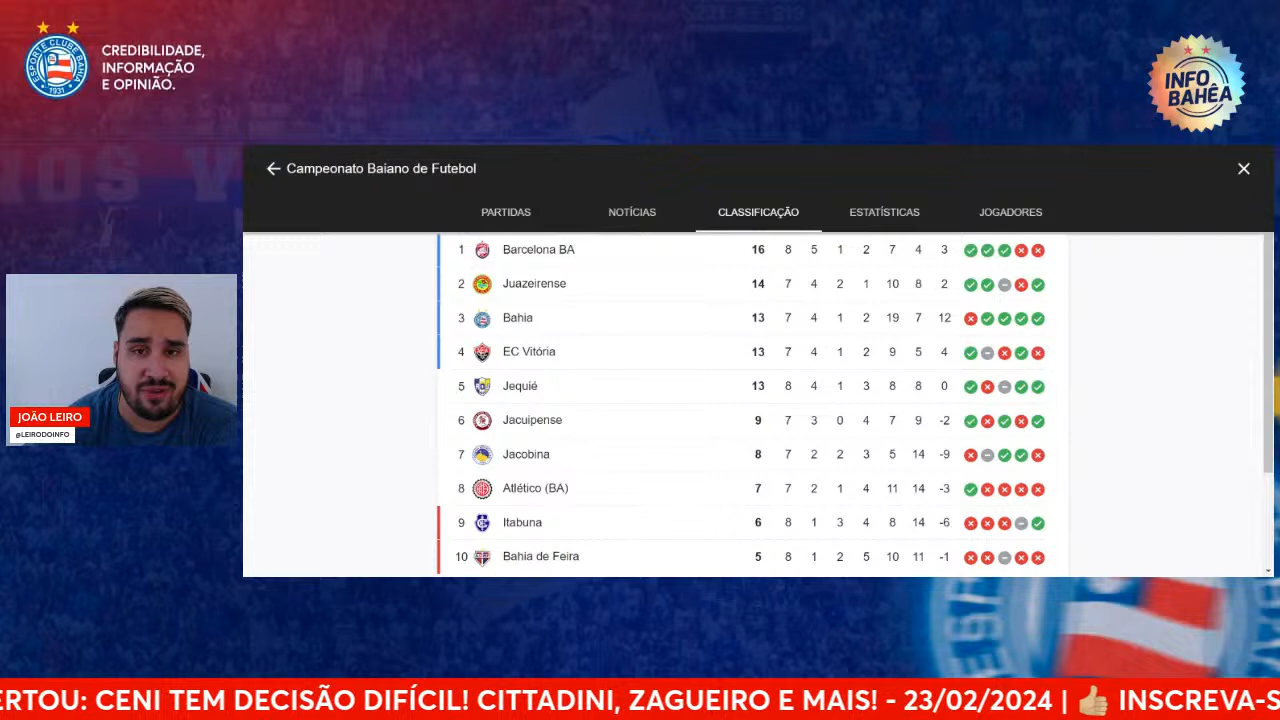 ESPORTE CLUBE BAHIA
1931
CREDIBILIDADE,
INFORMAÇÃO
E OPINIÃO.
INFO
BAHÊA
Campeonato Baiano de Futebol
PARTIDAS NOTÍCIAS CLASSIFICAÇÃO ESTATÍSTICAS JOGADORES
1 Barcelona BA 16 8 5 1 2 7 4 3
2 Juazeirense 14 7 4 2 1 10 8 2
3 Bahia 13 7 4 1 2 19 7 12
4 EC Vitória 13 7 4 1 2 9 5 4
5 Jequié 13 8 4 1 3 8 8 0
6 Jacuipense 9 7 3 0 4 7 9 -2
7 Jacobina 8 7 2 2 3 5 14 -9
8 Atlético (BA) 7 7 2 1 4 11 14 -3
9 Itabuna 6 8 1 3 4 8 14 -6
10 Bahia de Feira 5 8 1 2 5 10 11 -1
JOÃO LEIRO
@LEIRODOINFO
ERTOU: CENI TEM DECISÃO DIFÍCIL! CITTADINI, ZAGUEIRO E MAIS! - 23/02/2024 | 👍🏼 INSCREVA-S